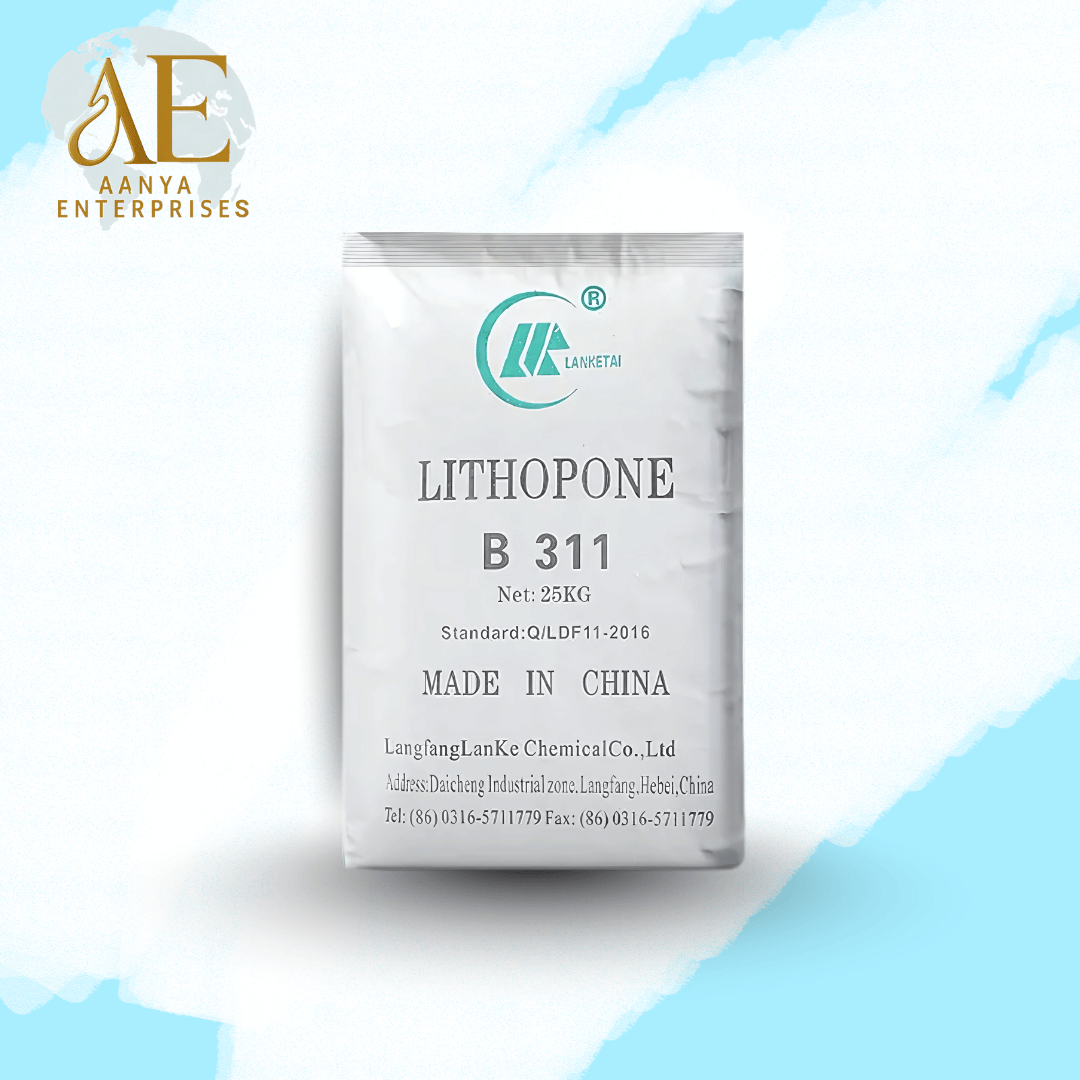 AE
AANYA
ENTERPRISES
®
LANKETAI
LITHOPONE
B 311
Net: 25KG
Standard:Q/LDF11-2016
MADE IN CHINA
LangfangLanKe ChemicalCo.,Ltd
Address:Daicheng Industrial zone, Langfang, Hebei, China
Tel: (86) 0316-5711779 Fax: (86) 0316-5711779